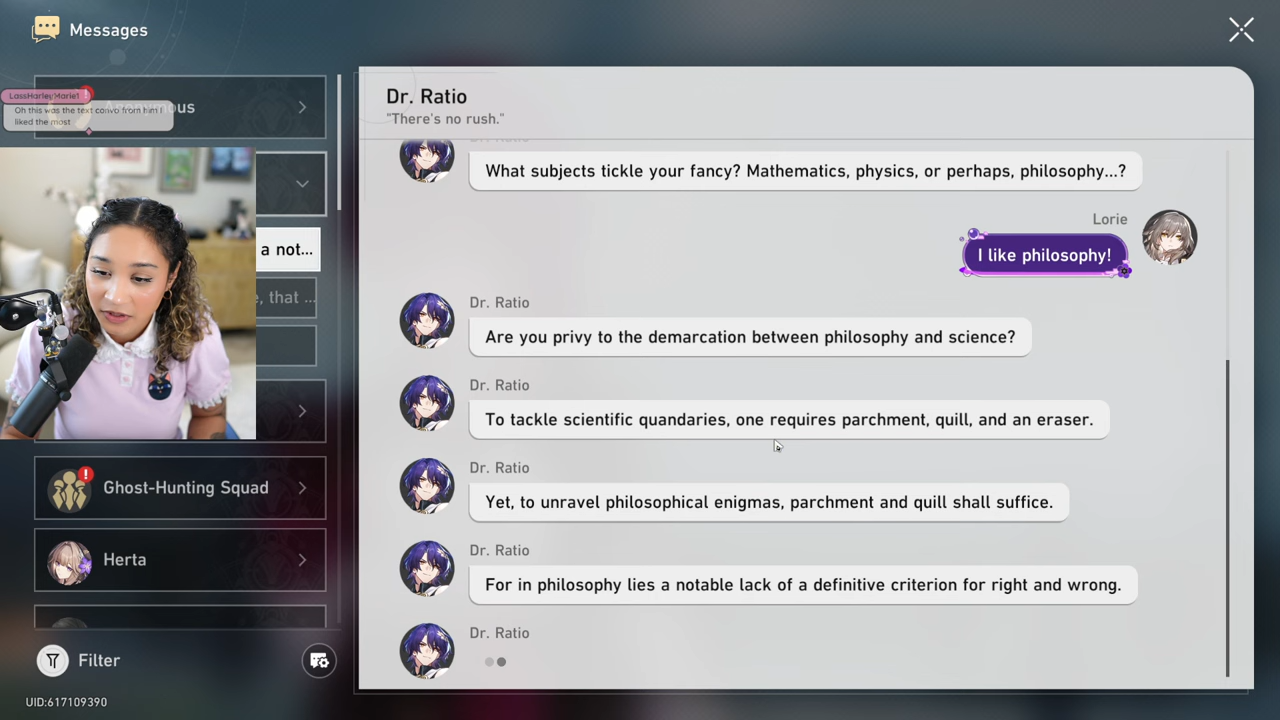 Messages
LassHarleyMarie1
Oh this was the text convo from him I
liked the most
Anonymous
a not...
e, that ...
Ghost-Hunting Squad
Herta
Filter
UID:617109390
Dr. Ratio
"There's no rush."
Dr. Ratio
What subjects tickle your fancy? Mathematics, physics, or perhaps, philosophy...?
Lorie
I like philosophy!
Dr. Ratio
Are you privy to the demarcation between philosophy and science?
Dr. Ratio
To tackle scientific quandaries, one requires parchment, quill, and an eraser.
Dr. Ratio
Yet, to unravel philosophical enigmas, parchment and quill shall suffice.
Dr. Ratio
For in philosophy lies a notable lack of a definitive criterion for right and wrong.
Dr. Ratio